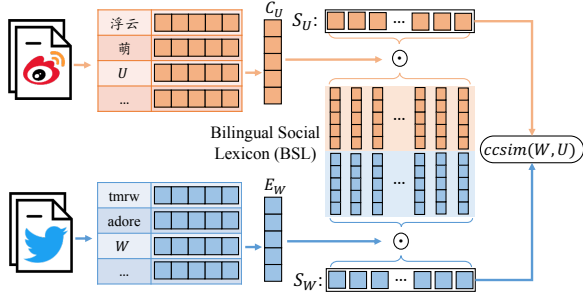 浮云
萌
U
...
C_U
S_U:
...
...
Bilingual Social
Lexicon (BSL)
...
ccsim(W,U)
tmrw
adore
W
...
E_W
S_W:
...